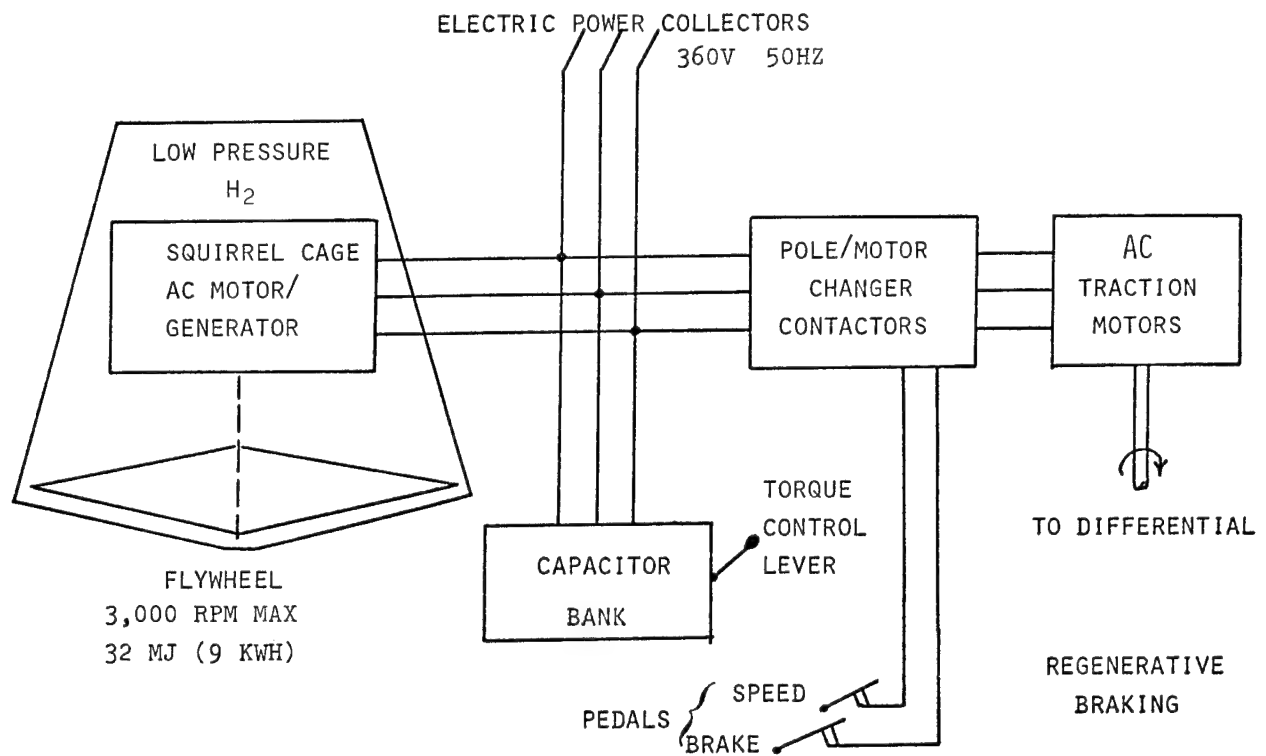 ELECTRIC POWER COLLECTORS
360V 50HZ
LOW PRESSURE
H2
SQUIRREL CAGE
AC MOTOR/
GENERATOR
POLE/MOTOR
CHANGER
CONTACTORS
AC
TRACTION
MOTORS
TORQUE
CONTROL
LEVER
TO DIFFERENTIAL
CAPACITOR
BANK
FLYWHEEL
3,000 RPM MAX
32 MJ (9 KWH)
PEDALS
SPEED
BRAKE
REGENERATIVE
BRAKING